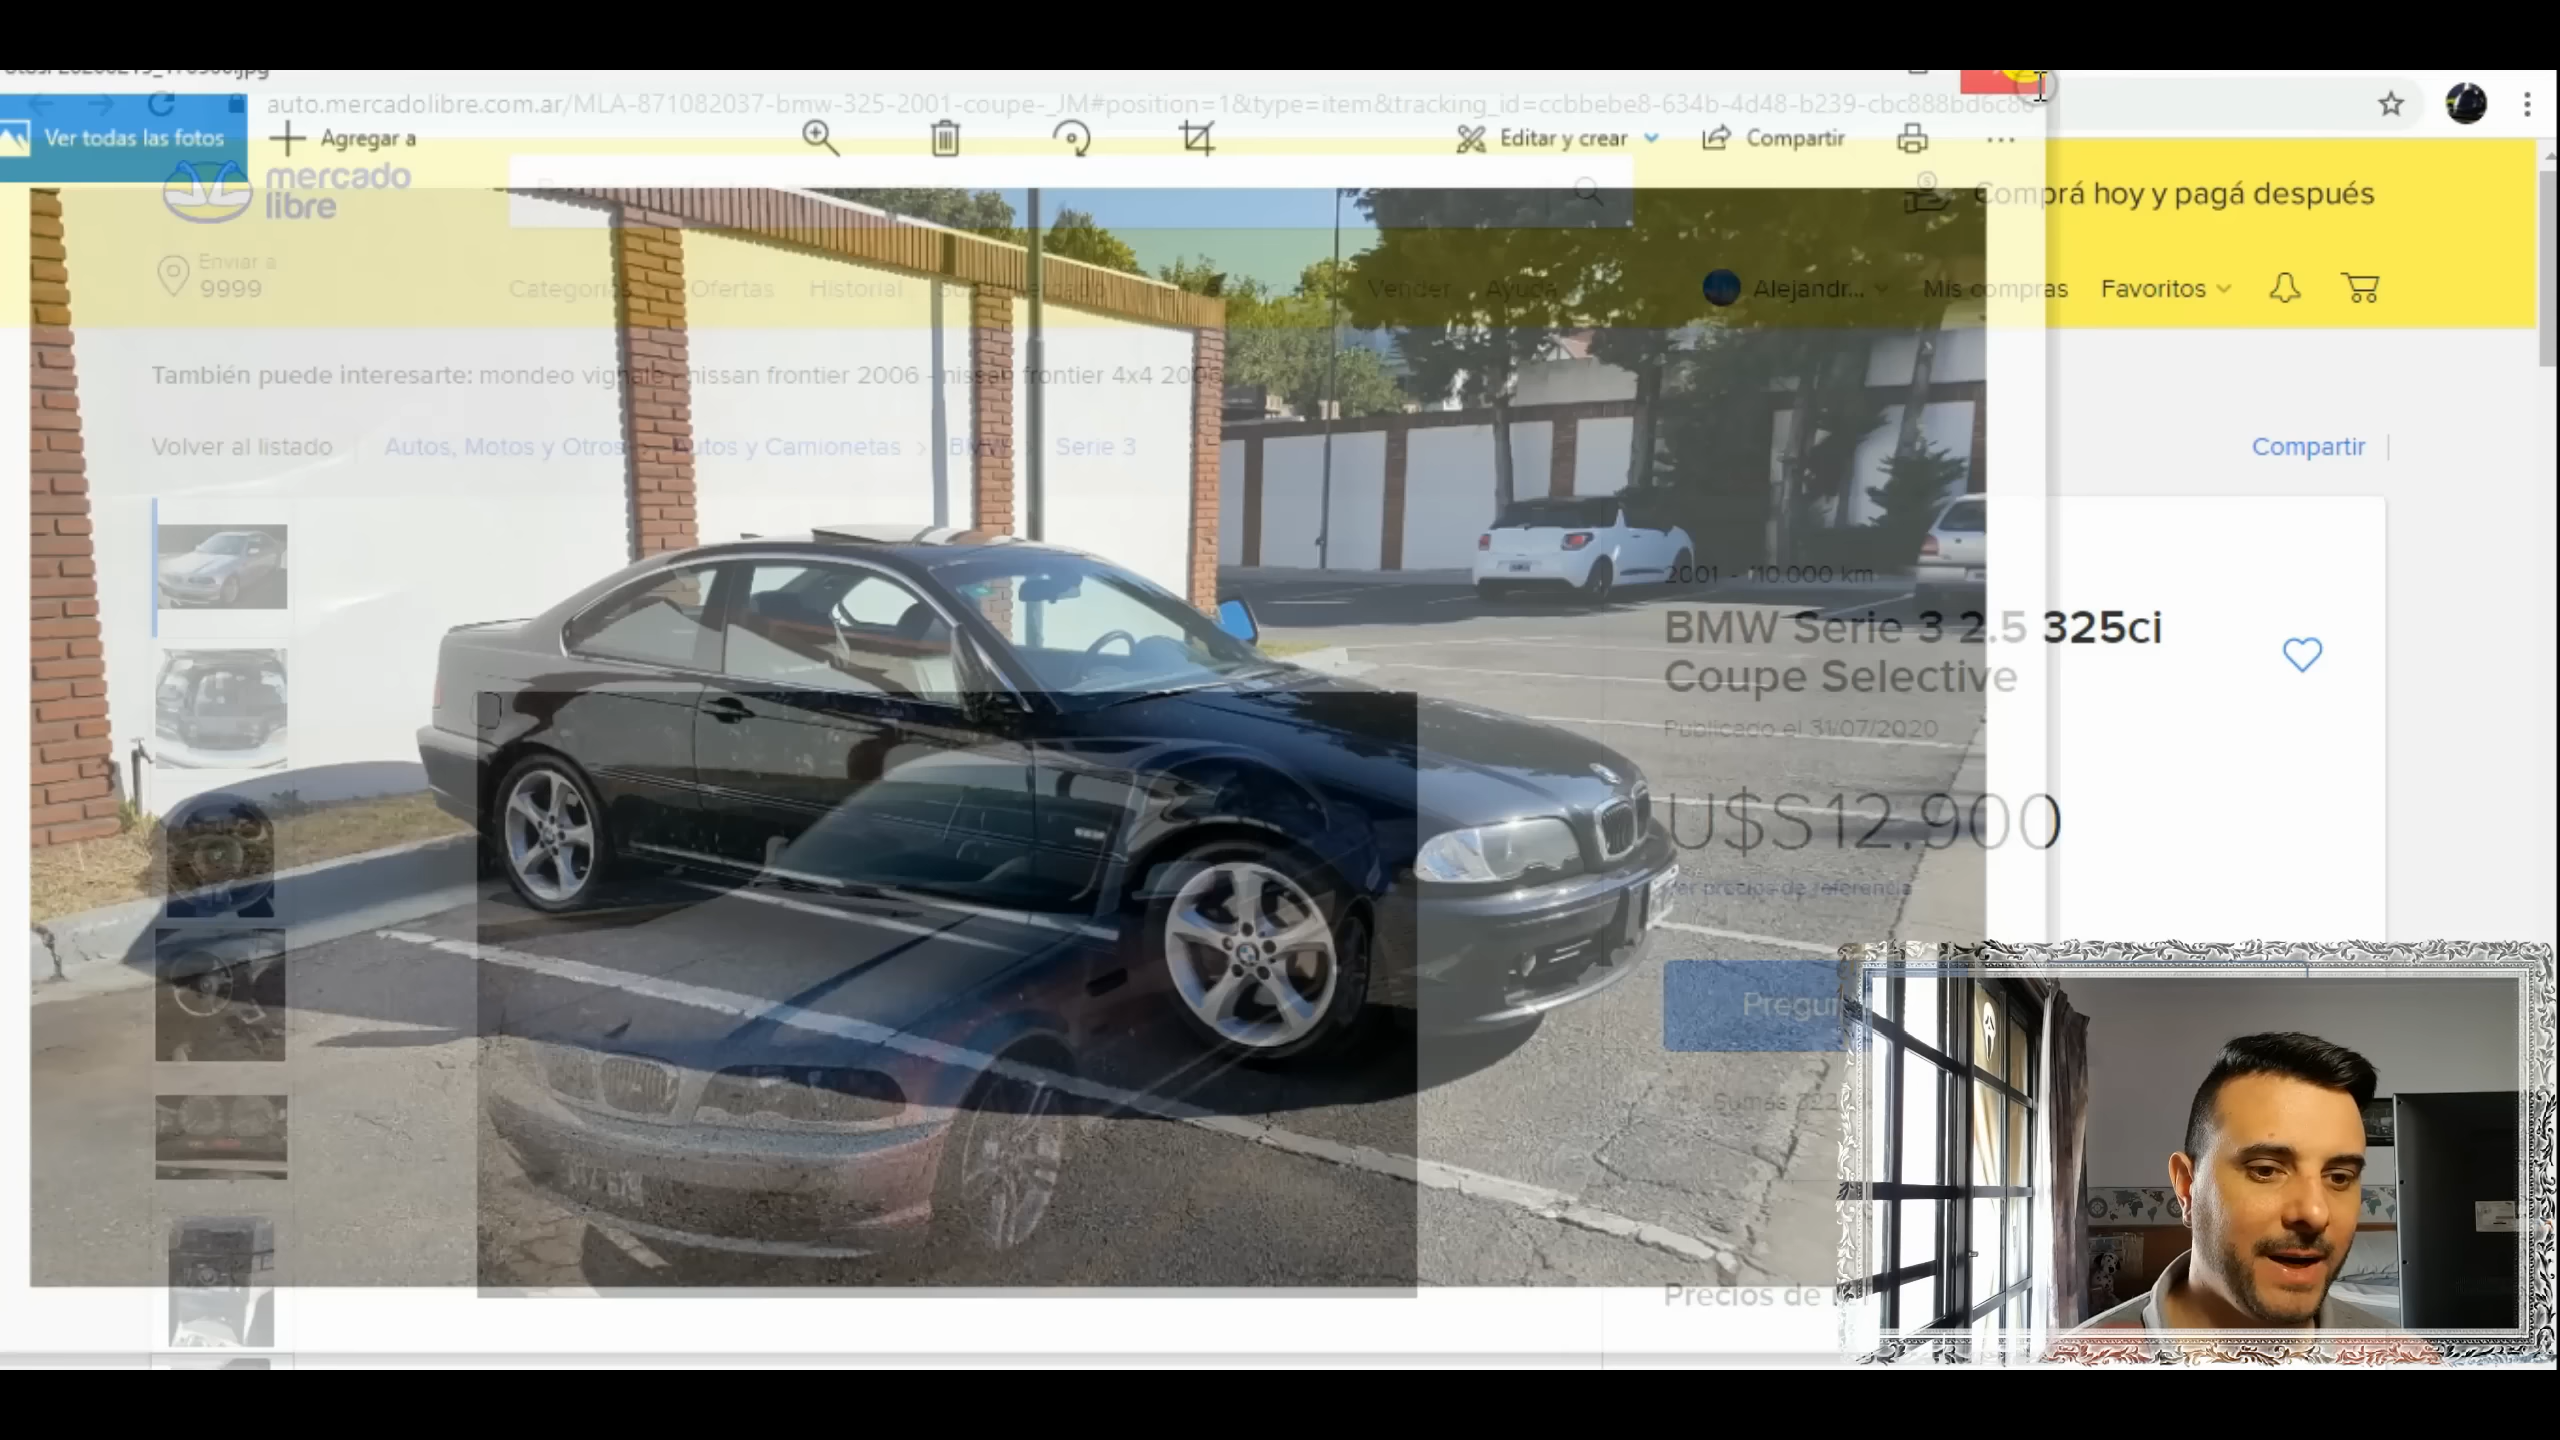 auto.mercadolibre.com.ar/MLA-871082037-bmw-325-2001-coupe-_JM#position=1&type=item&tracking_id=ccbbebe8-634b-4d48-b239-cbc888bd6c86
Ver todas las fotos
Agregar a
Editar y crear
Compartir
mercado
libre
Comprá hoy y pagá después
Enviar a
9999
Categorías
Ofertas
Historial
Vender
Ayuda
Alejandr...
Mis compras
Favoritos
También puede interesarte: mondeo vignale - nissan frontier 2006 - nissan frontier 4x4
Volver al listado
Autos, Motos y Otros
Autos y Camionetas
BMW
Serie 3
Compartir
2001 - 110.000 km
BMW Serie 3 2.5 325ci
Coupe Selective
Publicado el 31/07/2020
U$S12.900
Ver precios de referencia
Precios de